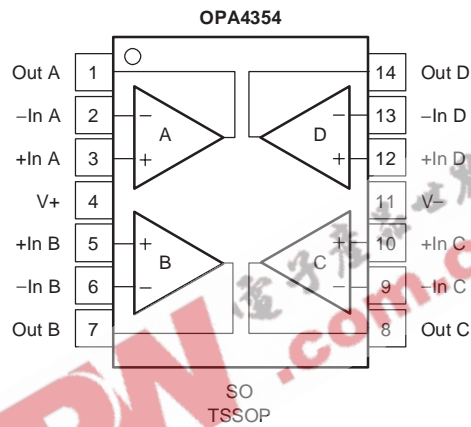 OPA4354
Out A 1 14 Out D
−In A 2 − − 13 −In D
A D
+In A 3 + + 12 +In D
V+ 4 11 V−
+In B 5 + + 10 +In C
B C
−In B 6 − − 9 −In C
Out B 7 8 Out C
SO
TSSOP
.com.c